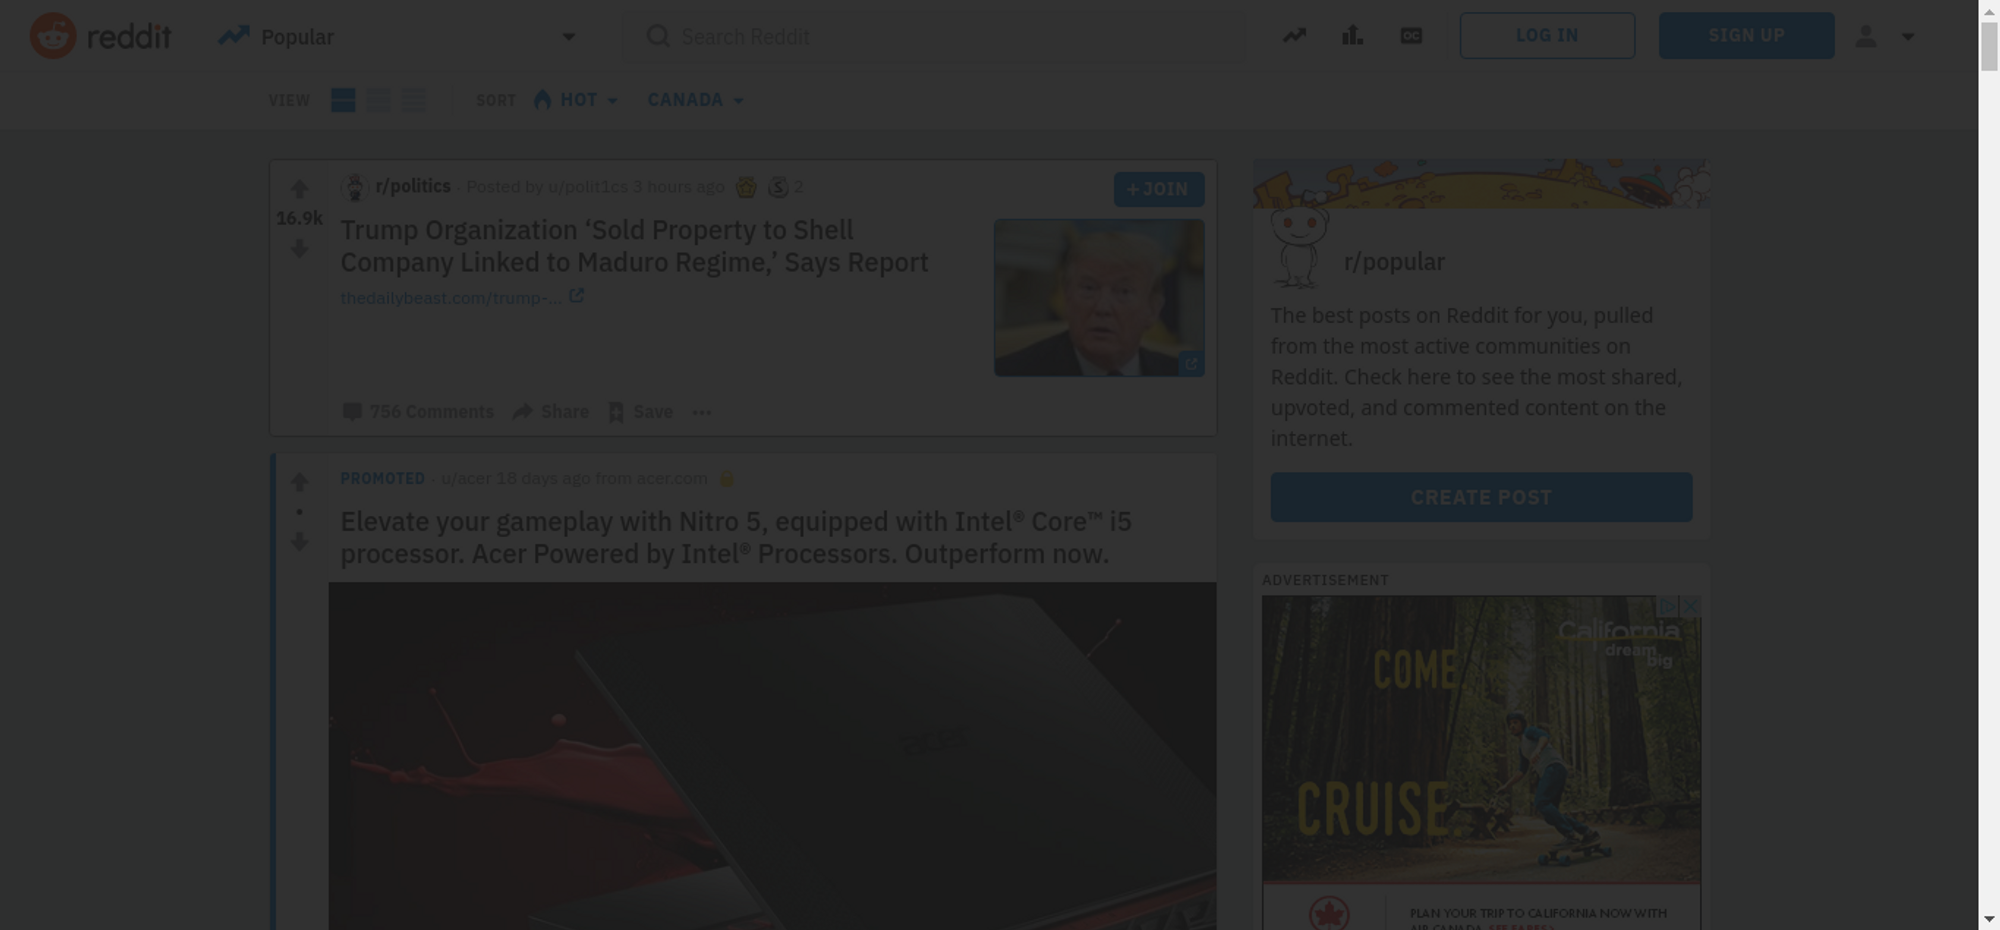 reddit
Popular
Search Reddit
OC
LOG IN
SIGN UP
VIEW
SORT
HOT
CANADA
r/politics · Posted by u/polit1cs 3 hours ago
S 2
+ JOIN
16.9k
Trump Organization ‘Sold Property to Shell
Company Linked to Maduro Regime,’ Says Report
thedailybeast.com/trump-...
756 Comments
Share
Save
PROMOTED · u/acer 18 days ago from acer.com
Elevate your gameplay with Nitro 5, equipped with Intel® Core™ i5
processor. Acer Powered by Intel® Processors. Outperform now.
acer
r/popular
The best posts on Reddit for you, pulled
from the most active communities on
Reddit. Check here to see the most shared,
upvoted, and commented content on the
internet.
CREATE POST
ADVERTISEMENT
California
dream
big
COME
CRUISE.
PLAN YOUR TRIP TO CALIFORNIA NOW WITH
AIR CANADA. SEE FARES >